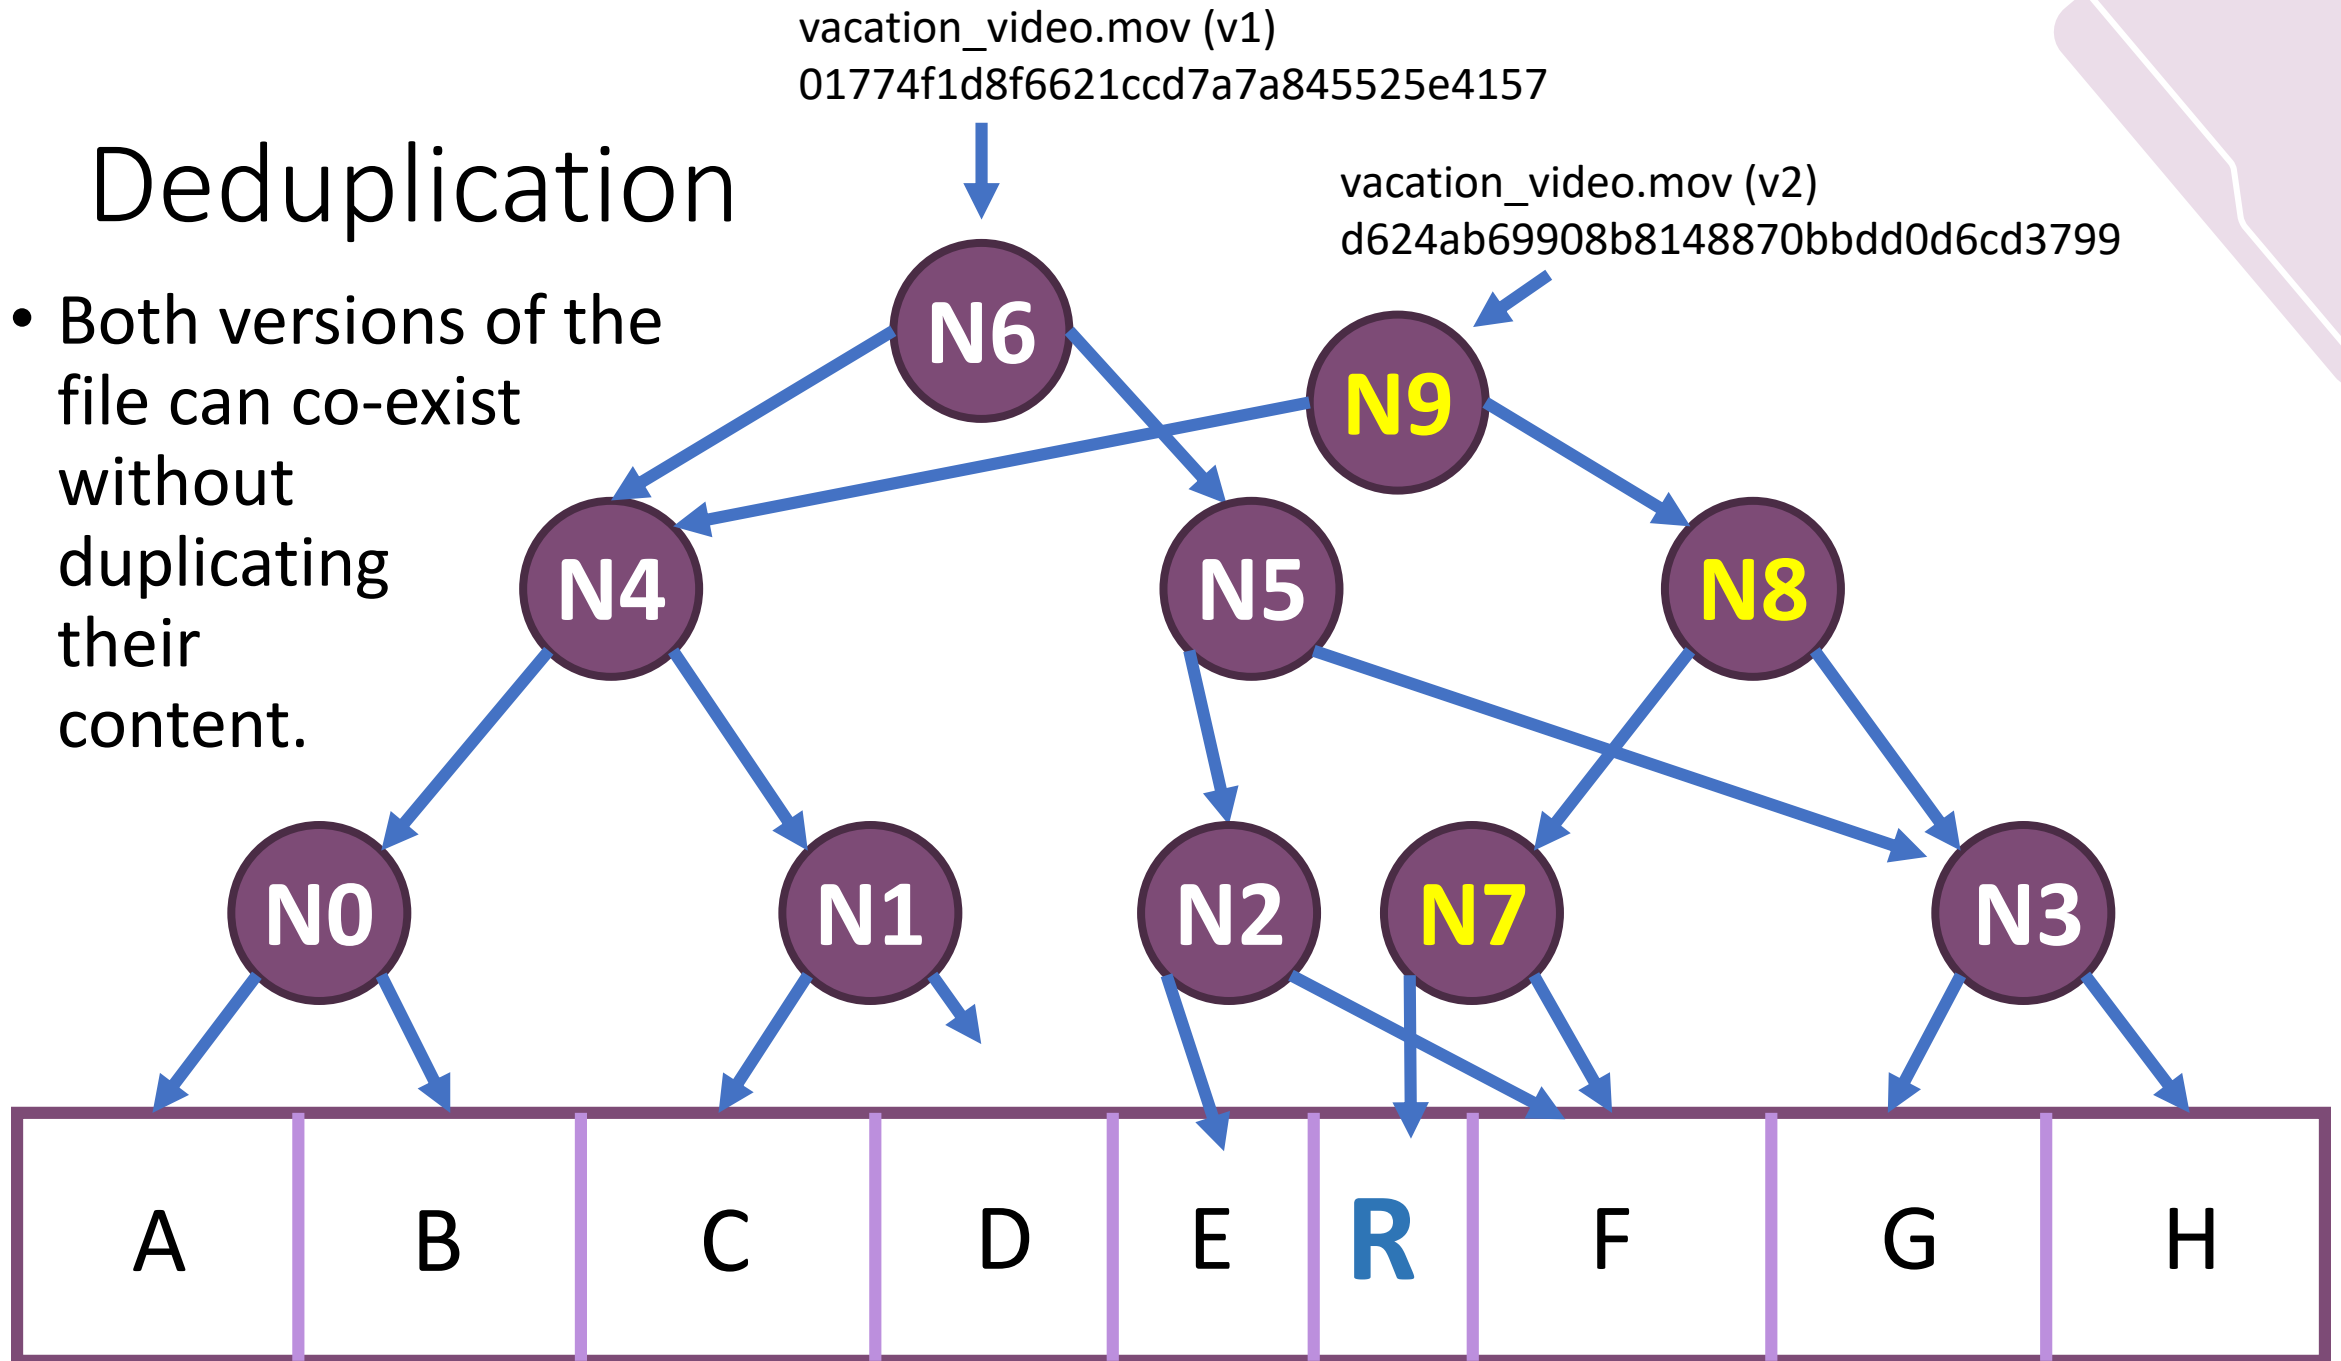 vacation_video.mov (v1)
01774f1d8f6621ccd7a7a845525e4157
Deduplication
vacation_video.mov (v2)
d624ab69908b8148870bbdd0d6cd3799
• Both versions of the
file can co-exist
without
duplicating
their
content.
N6
N9
N4
N5
N8
N0
N1
N2
N7
N3
A
B
C
D
E
R
F
G
H